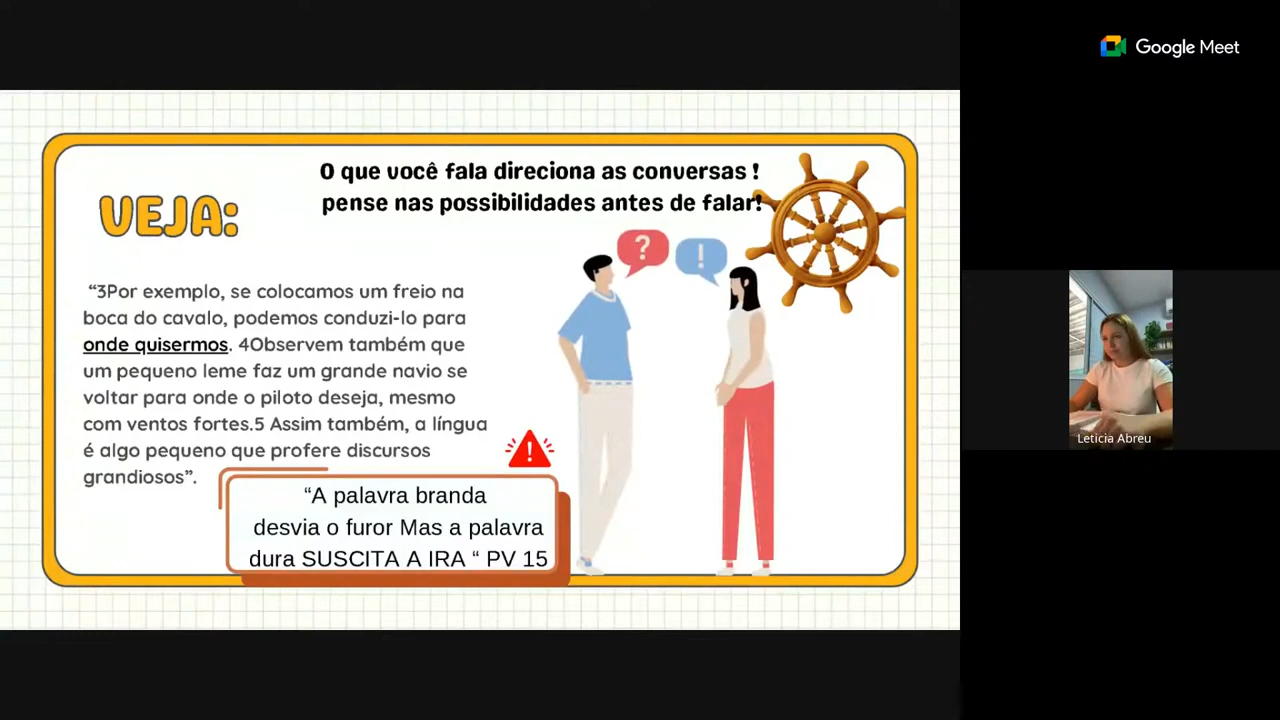 Google Meet
O que você fala direciona as conversas !
pense nas possibilidades antes de falar!
VEJA:
?
!
“3Por exemplo, se colocamos um freio na
boca do cavalo, podemos conduzi-lo para
onde quisermos. 4Observem também que
um pequeno leme faz um grande navio se
voltar para onde o piloto deseja, mesmo
com ventos fortes.5 Assim também, a língua
é algo pequeno que profere discursos
grandiosos”.
!
“A palavra branda
desvia o furor Mas a palavra
dura SUSCITA A IRA “ PV 15
Leticia Abreu